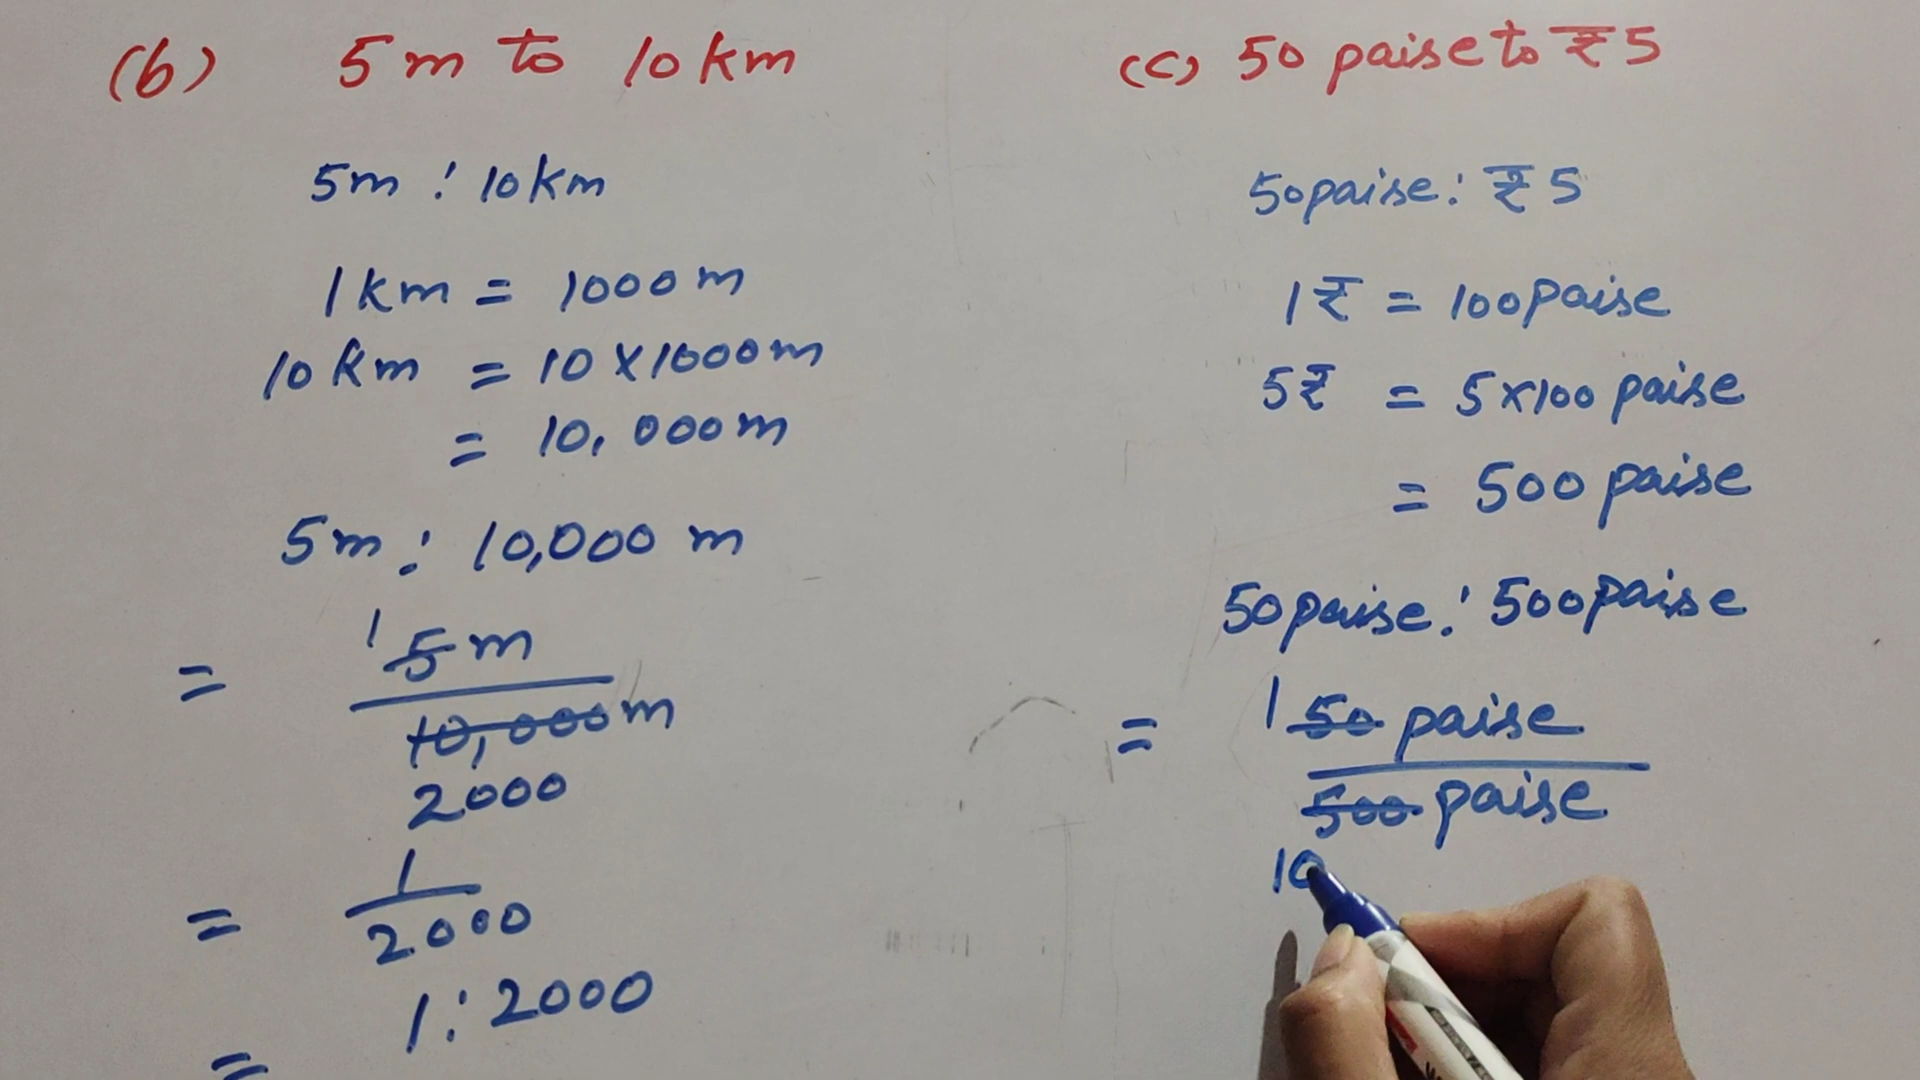 (b) 5m to 10 km
5m : 10km
1km = 1000m
10km = 10×1000m
= 10,000m
5m : 10,000 m
1 5 m
=
10,000m
2000
= 1
2000
1:2000
=
(c) 50 paise to ₹5
50paise: ₹5
1₹ = 100paise
5₹ = 5×100 paise
= 500 paise
50paise: 500paise
= 1 50 paise
500 paise
10